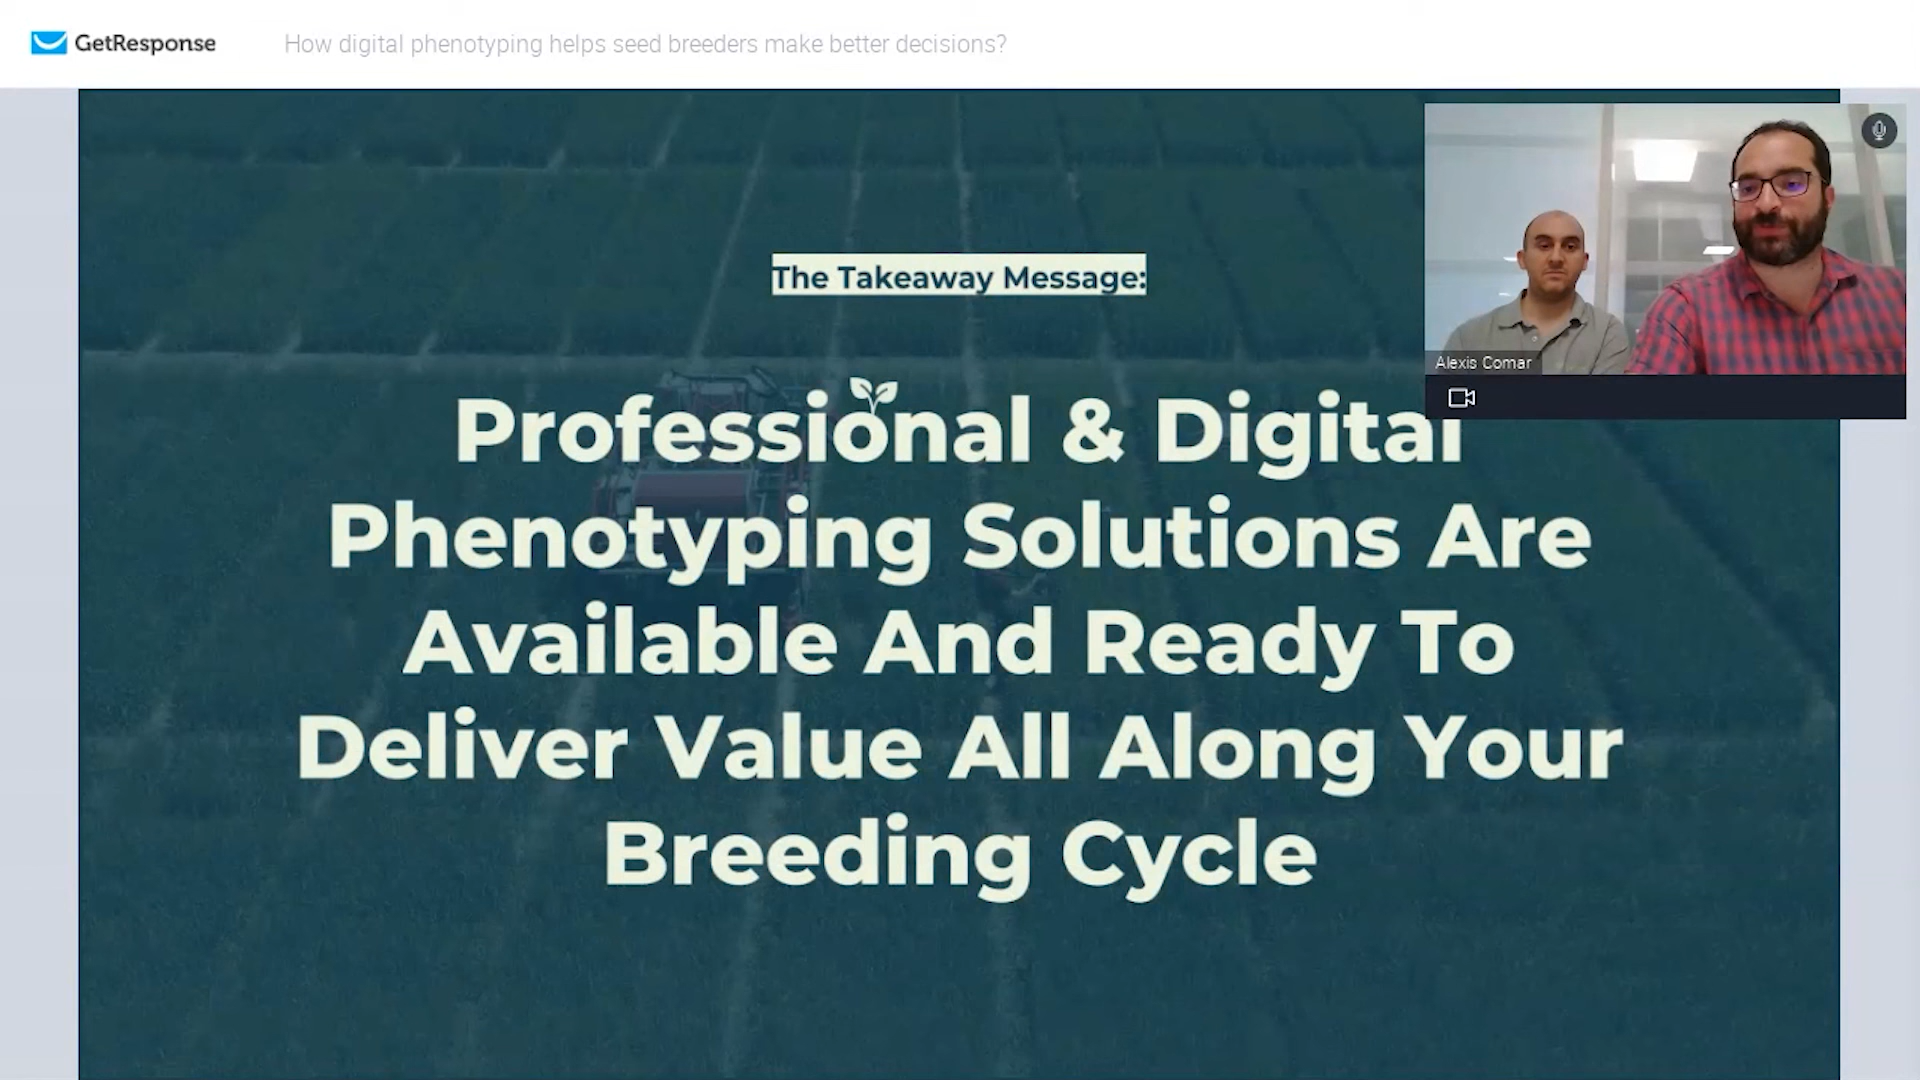 GetResponse
How digital phenotyping helps seed breeders make better decisions?
Alexis Comar
The Takeaway Message:
Professional & Digital
Phenotyping Solutions Are
Available And Ready To
Deliver Value All Along Your
Breeding Cycle